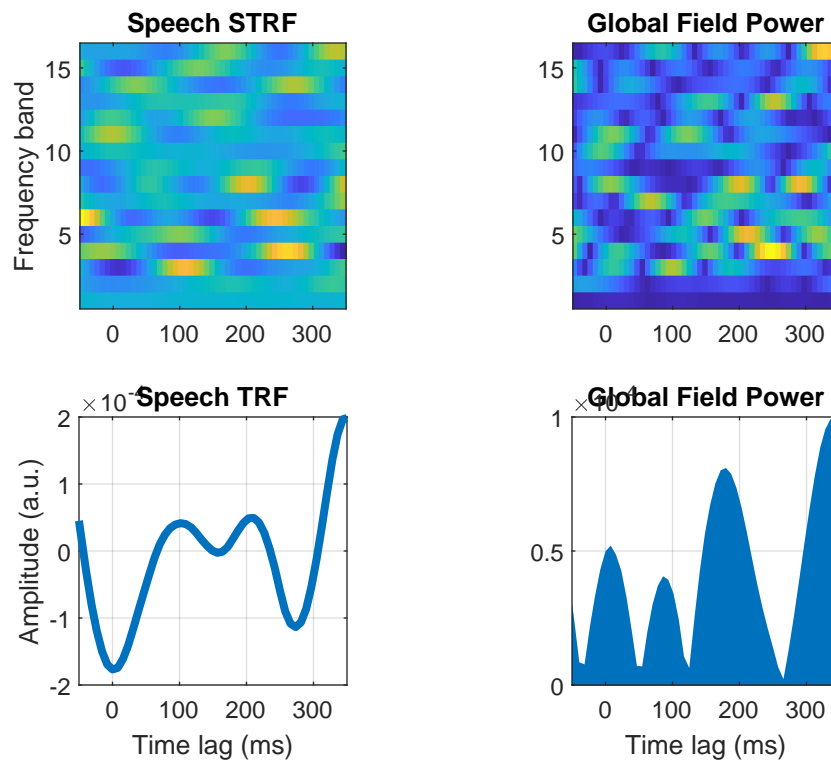 Speech STRF
Global Field Power
Frequency band
15
10
5
0 100 200 300
15
10
5
0 100 200 300
Speech TRF
× 10-4
Amplitude (a.u.)
2
1
0
-1
-2
0 100 200 300
Time lag (ms)
Global Field Power
1
0.5
0
0 100 200 300
Time lag (ms)